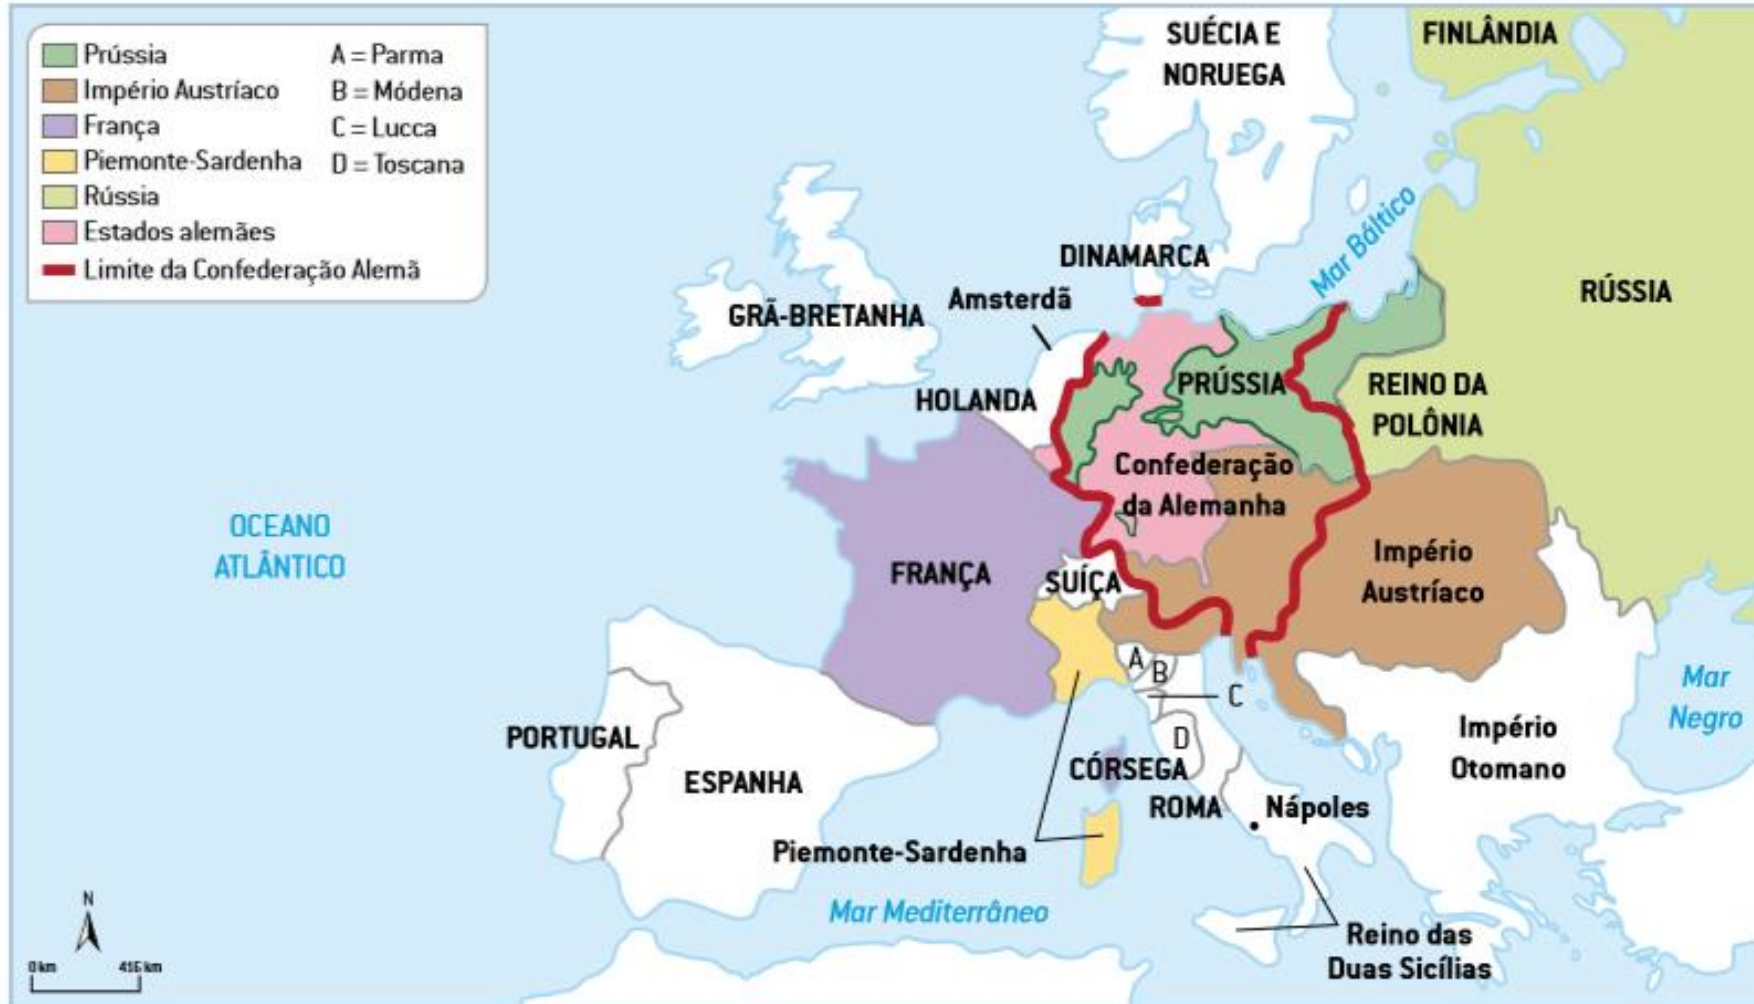 Prússia
Império Austríaco
França
Piemonte-Sardenha
Rússia
Estados alemães
Limite da Confederação Alemã
A = Parma
B = Módena
C = Lucca
D = Toscana
SUÉCIA E
NORUEGA
FINLÂNDIA
Mar Báltico
DINAMARCA
Amsterdã
GRÃ-BRETANHA
RÚSSIA
HOLANDA
PRÚSSIA
REINO DA
POLÔNIA
Confederação
da Alemanha
OCEANO
ATLÂNTICO
FRANÇA
SUÍÇA
Império
Austríaco
A
B
C
D
Mar
Negro
PORTUGAL
ESPANHA
CÓRSEGA
ROMA
Nápoles
Império
Otomano
Piemonte-Sardenha
Mar Mediterrâneo
Reino das
Duas Sicílias
N
0 km
415 km